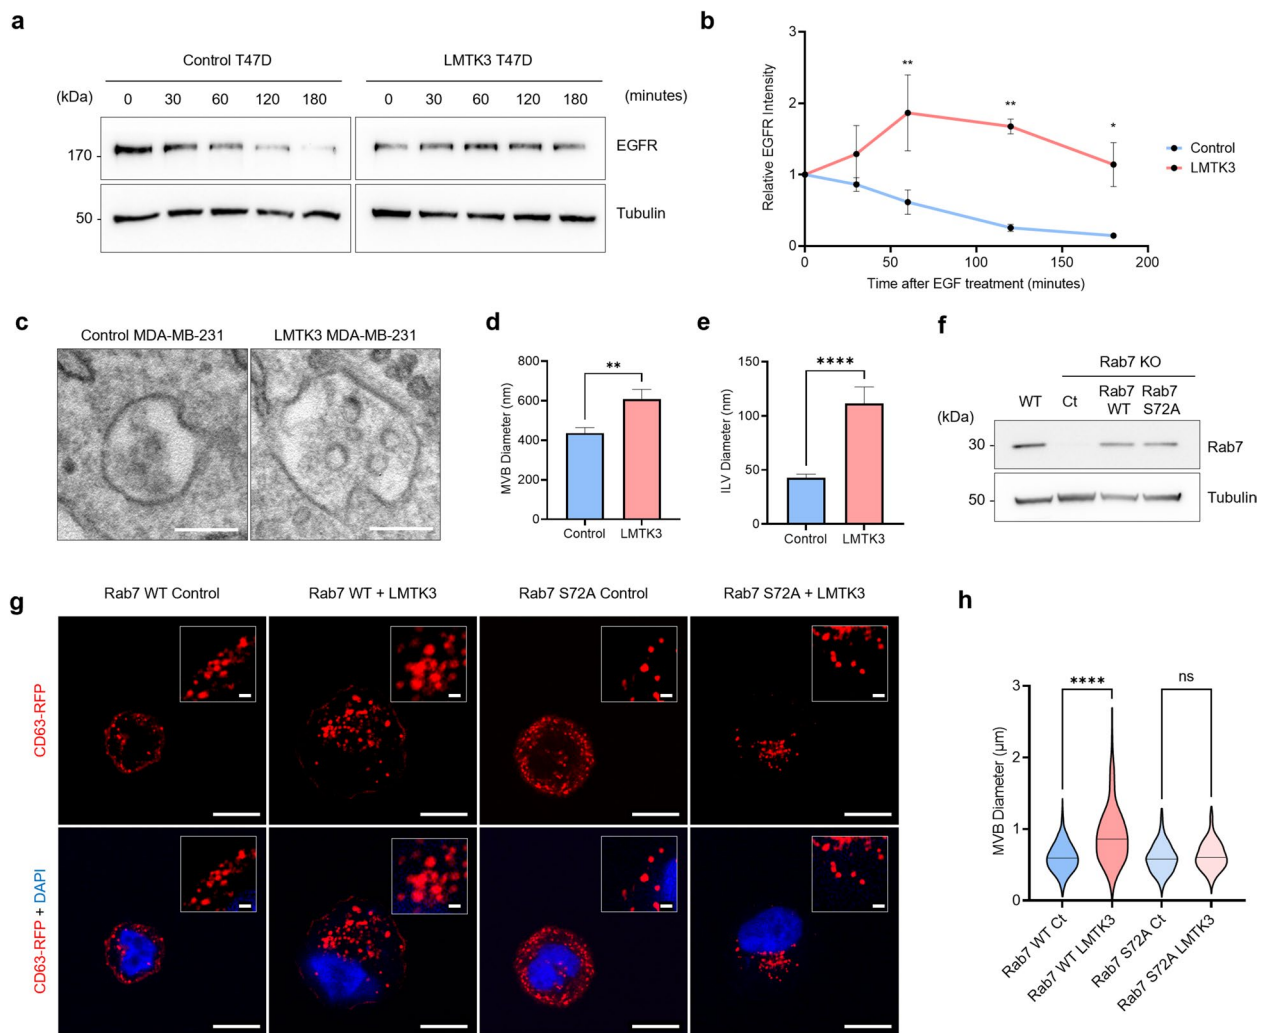 a
Control T47D
LMTK3 T47D
(kDa)
0 30 60 120 180
0 30 60 120 180
(minutes)
170
EGFR
50
Tubulin
b
Relative EGFR Intensity
3
2
1
0
**
**
*
0 50 100 150 200
Time after EGF treatment (minutes)
Control
LMTK3
c
Control MDA-MB-231
LMTK3 MDA-MB-231
d
MVB Diameter (nm)
800
600
400
200
0
**
Control LMTK3
e
ILV Diameter (nm)
150
100
50
0
****
Control LMTK3
f
Rab7 KO
(kDa)
WT
Ct
Rab7
WT
Rab7
S72A
30
Rab7
50
Tubulin
g
Rab7 WT Control
Rab7 WT + LMTK3
Rab7 S72A Control
Rab7 S72A + LMTK3
CD63-RFP
CD63-RFP + DAPI
h
MVB Diameter (µm)
3
2
1
0
****
ns
Rab7 WT Ct
Rab7 WT LMTK3
Rab7 S72A Ct
Rab7 S72A LMTK3